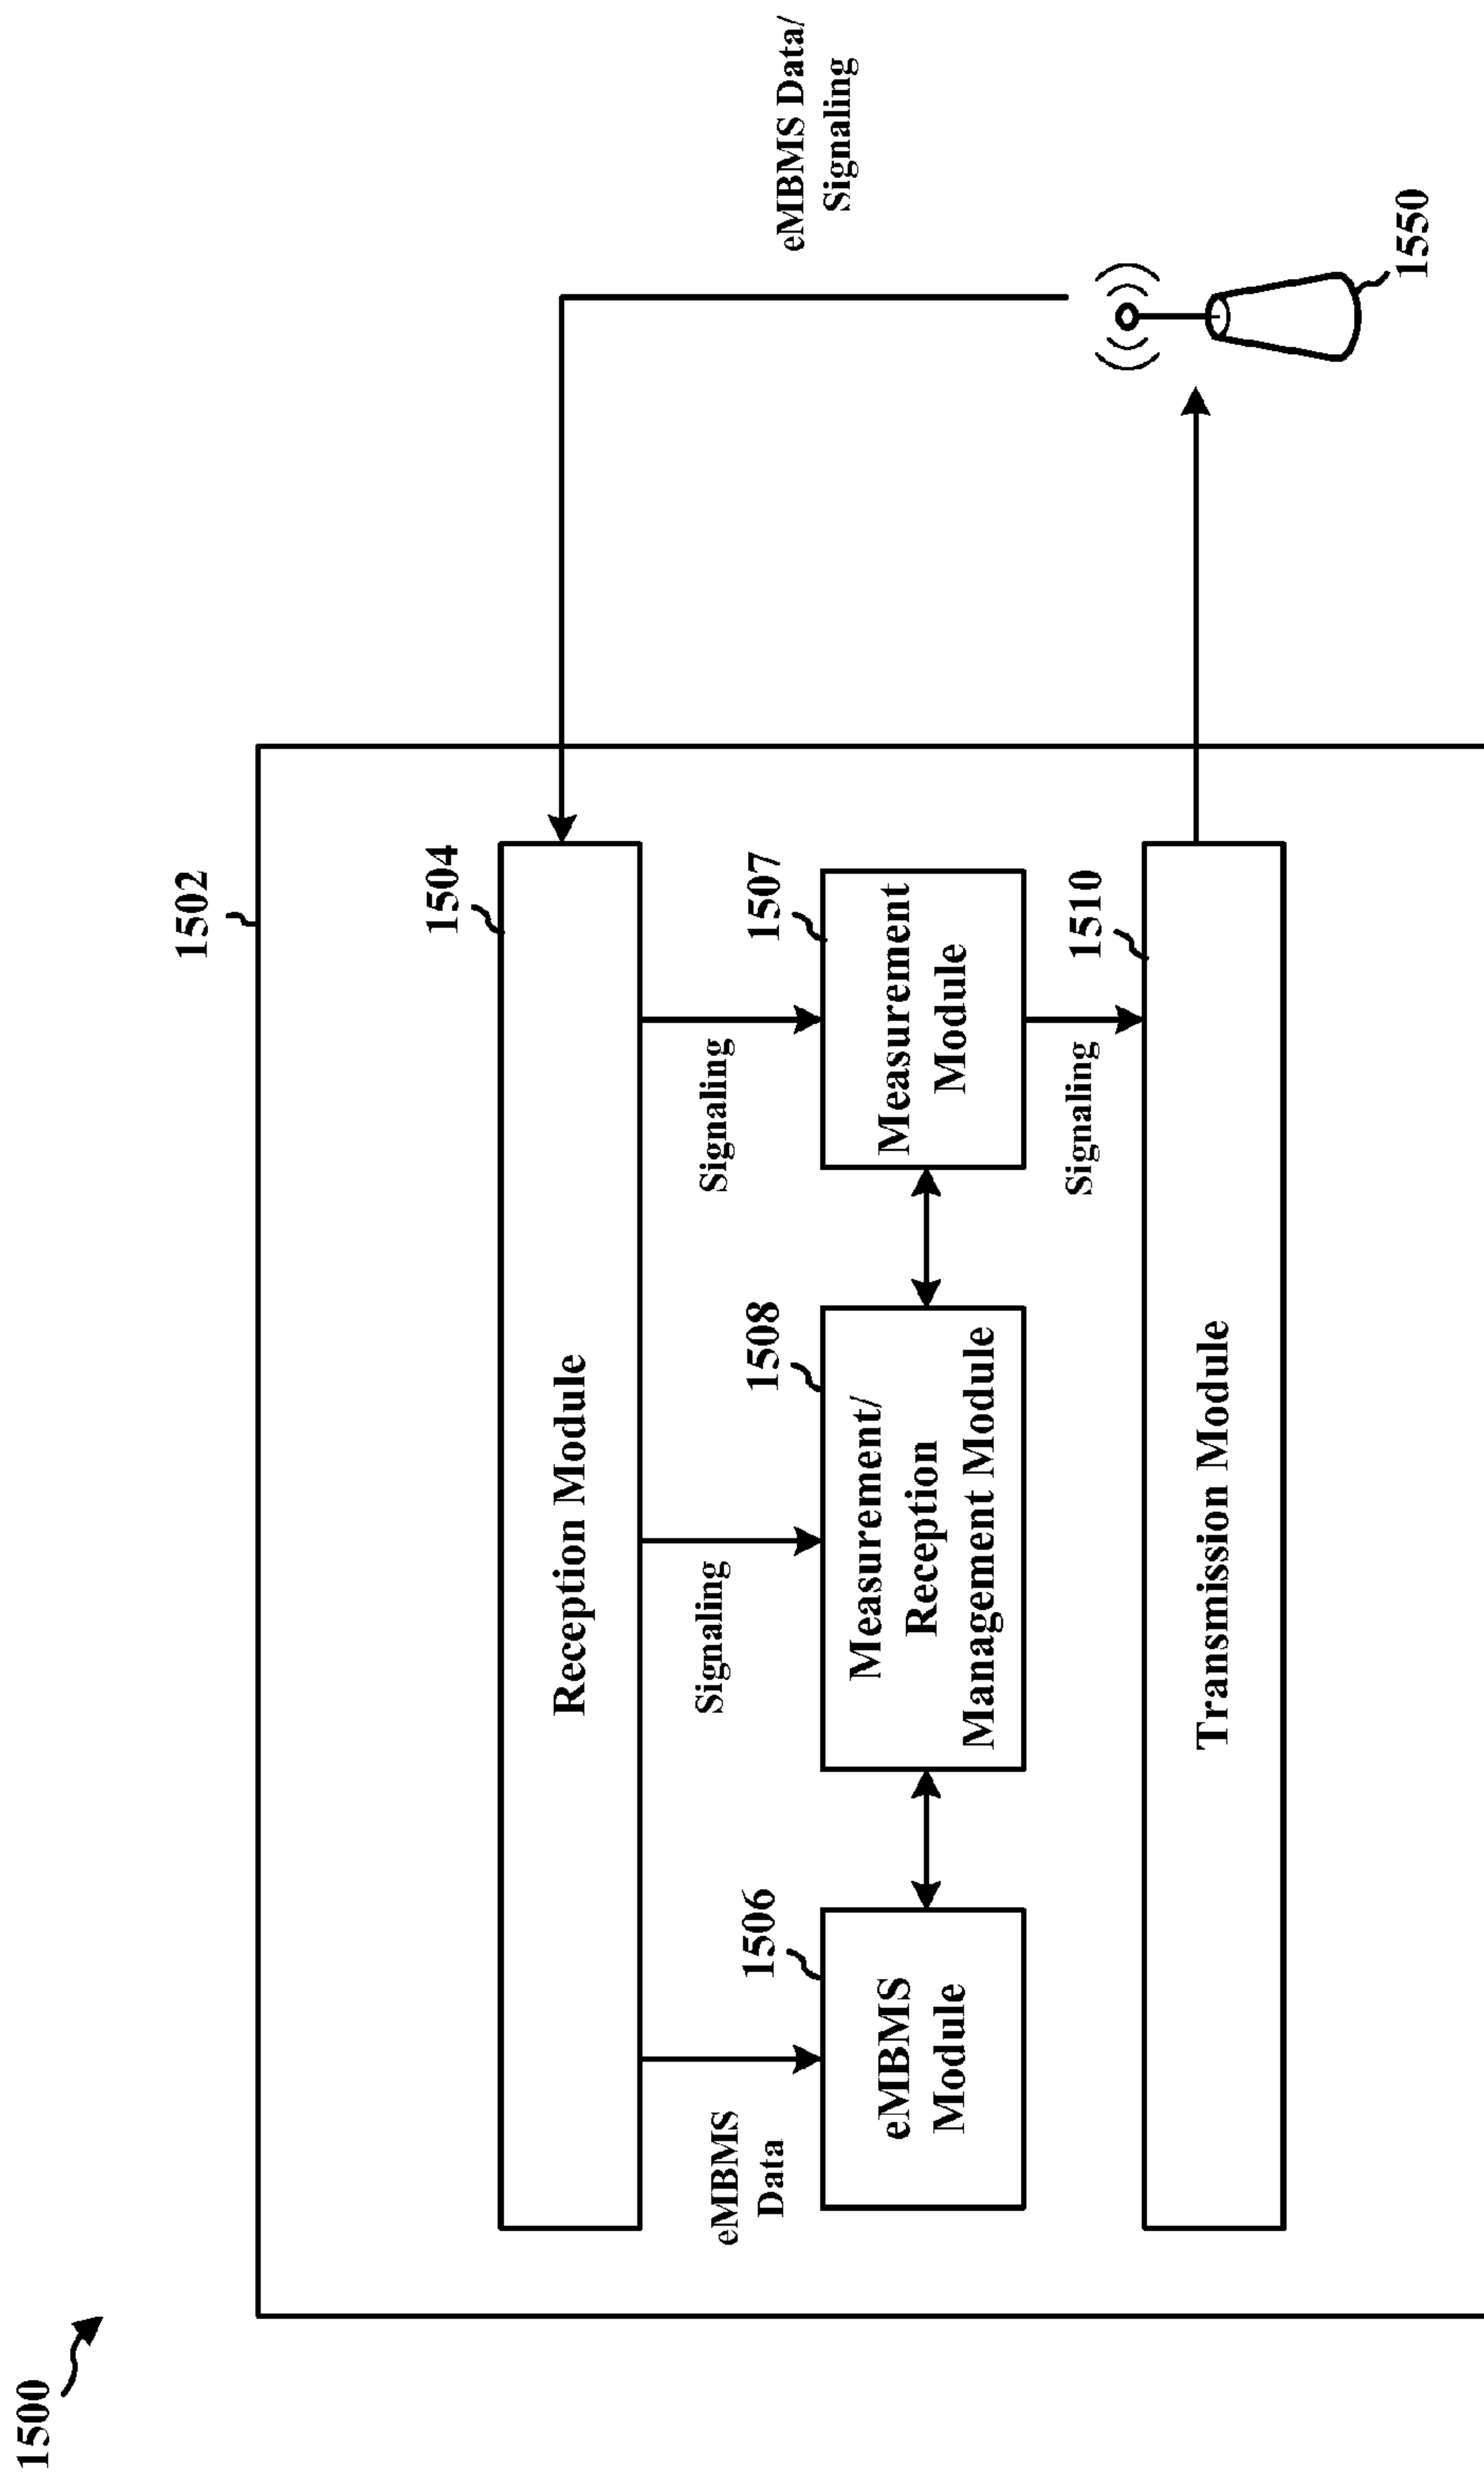 1500
1502
eMBMS Data/
Signaling
1504
Reception Module
eMBMS
Data
Signaling
Signaling
1506
eMBMS
Module
1508
Measurement/
Reception
Management Module
1507
Measurement
Module
Signaling
1510
Transmission Module
1550